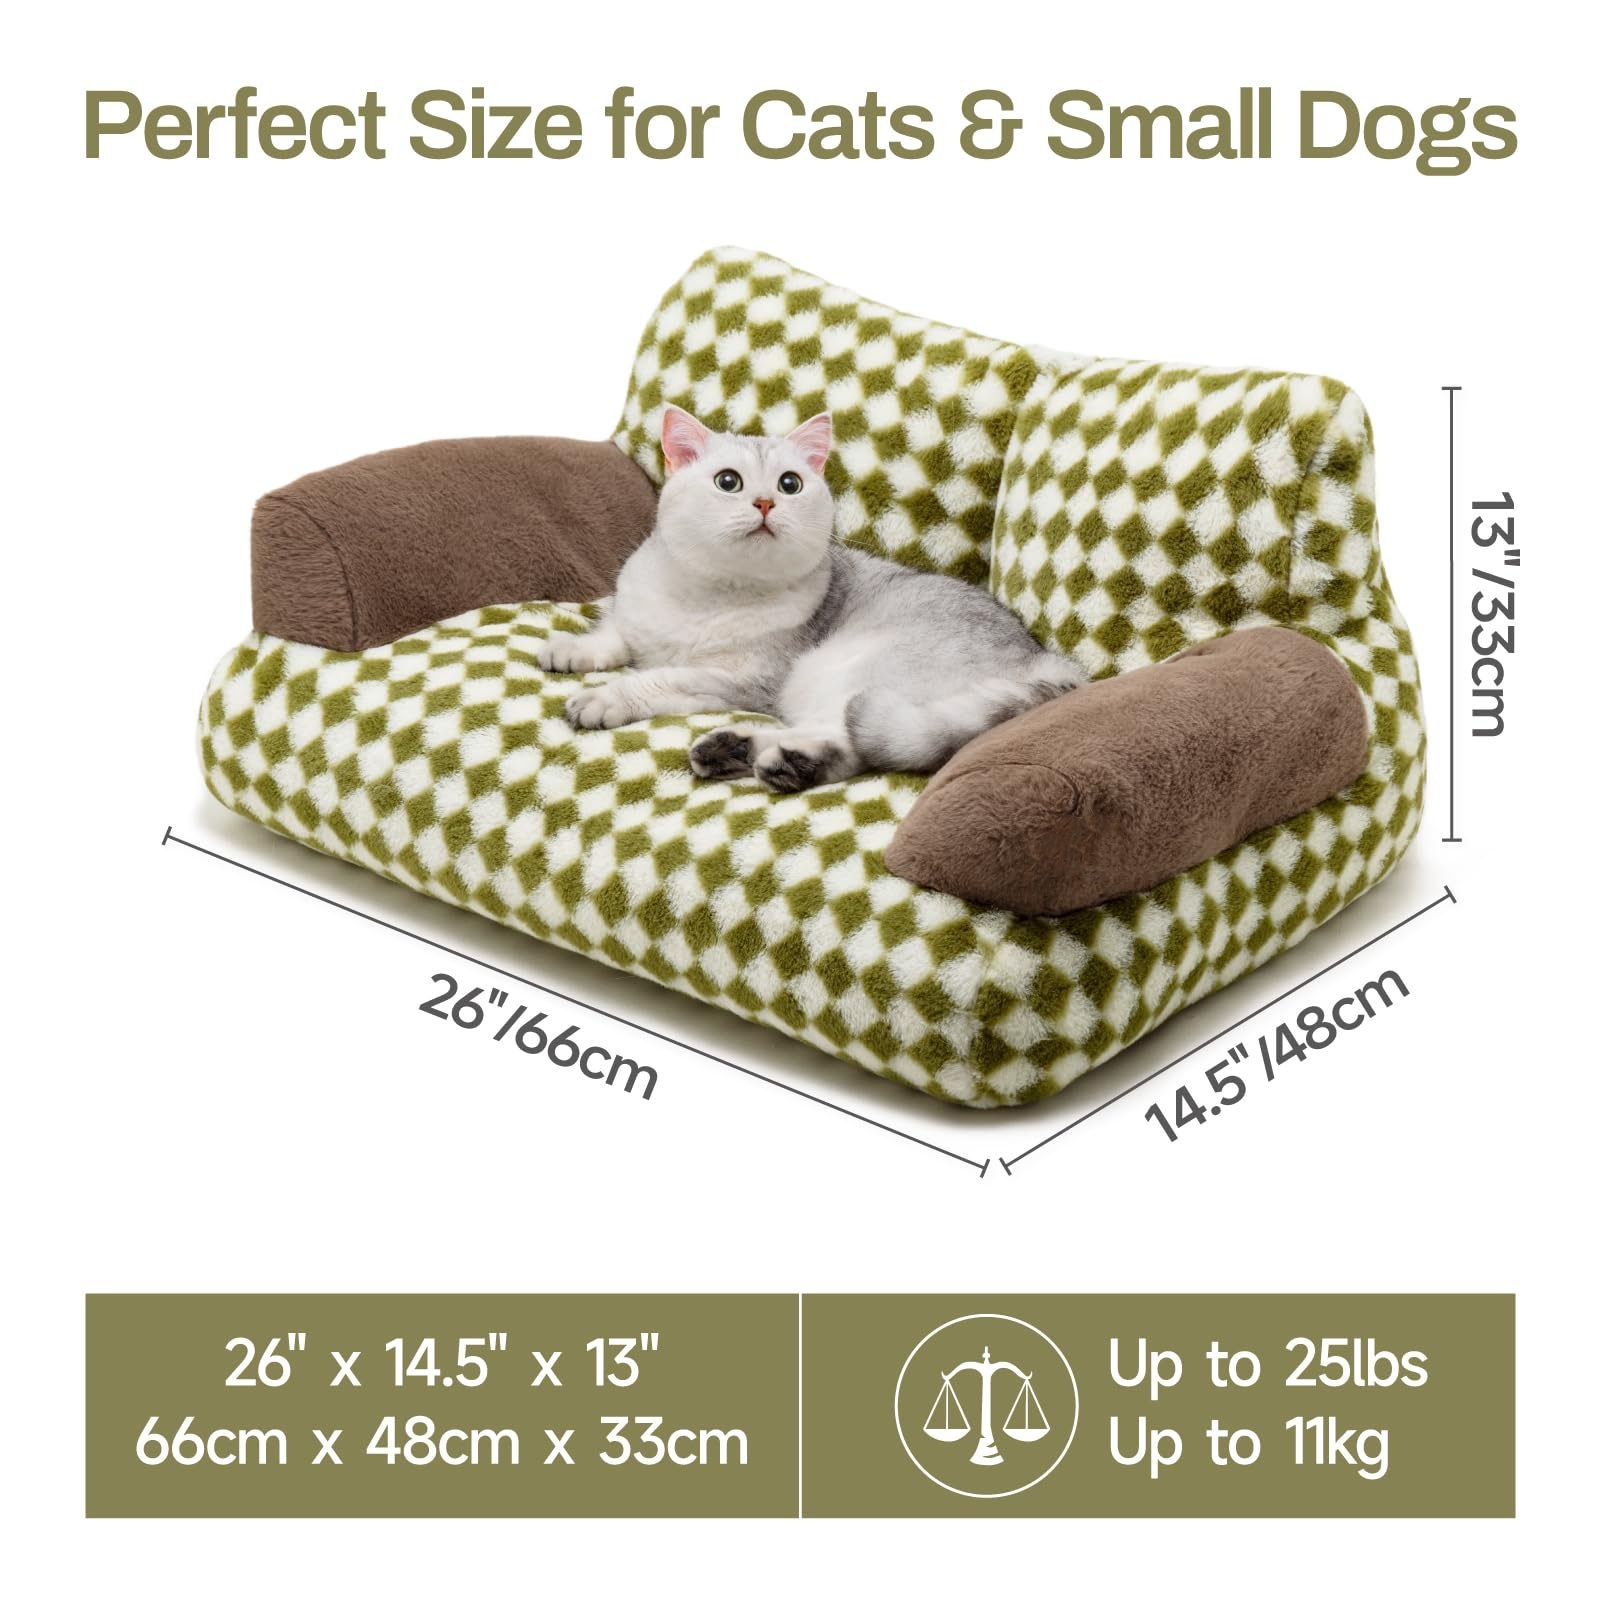 Perfect Size for Cats & Small Dogs
13"/33cm
26"/66cm
14.5"/48cm
26" x 14.5" x 13"
66cm x 48cm x 33cm
Up to 25lbs
Up to 11kg